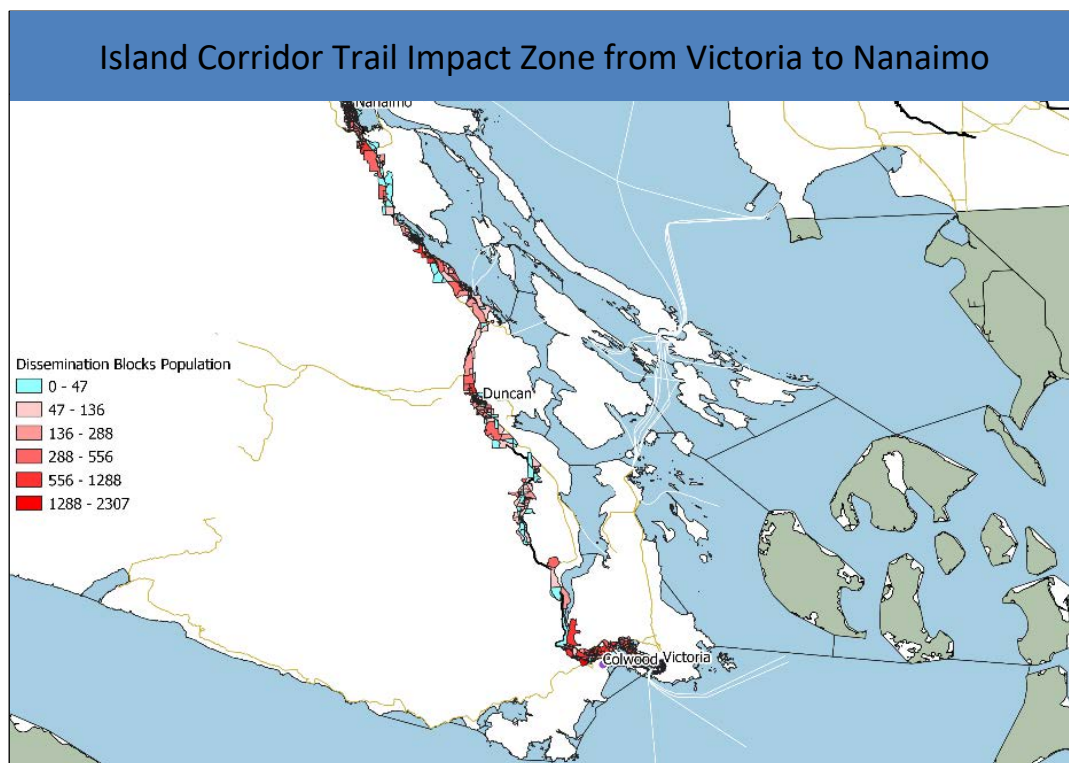 Island Corridor Trail Impact Zone from Victoria to Nanaimo
Nanaimo
Dissemination Blocks Population
0 - 47
47 - 136
136 - 288
288 - 556
556 - 1288
1288 - 2307
Duncan
Colwood
Victoria